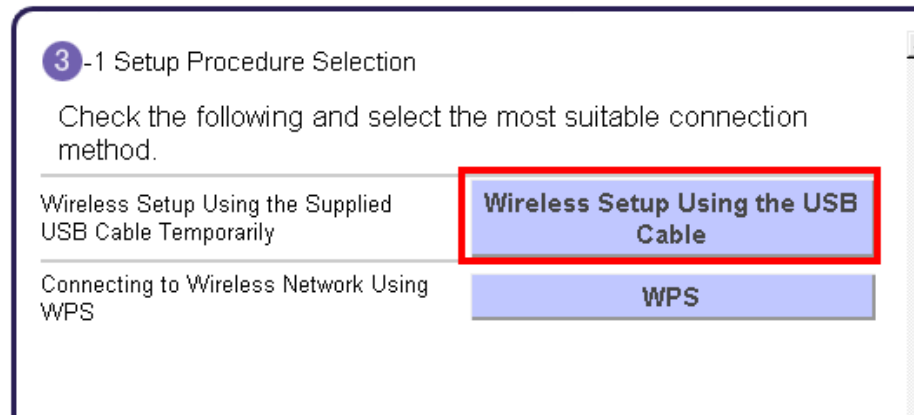 3-1 Setup Procedure Selection
Check the following and select the most suitable connection
method.
Wireless Setup Using the Supplied
USB Cable Temporarily
Wireless Setup Using the USB
Cable
Connecting to Wireless Network Using
WPS
WPS